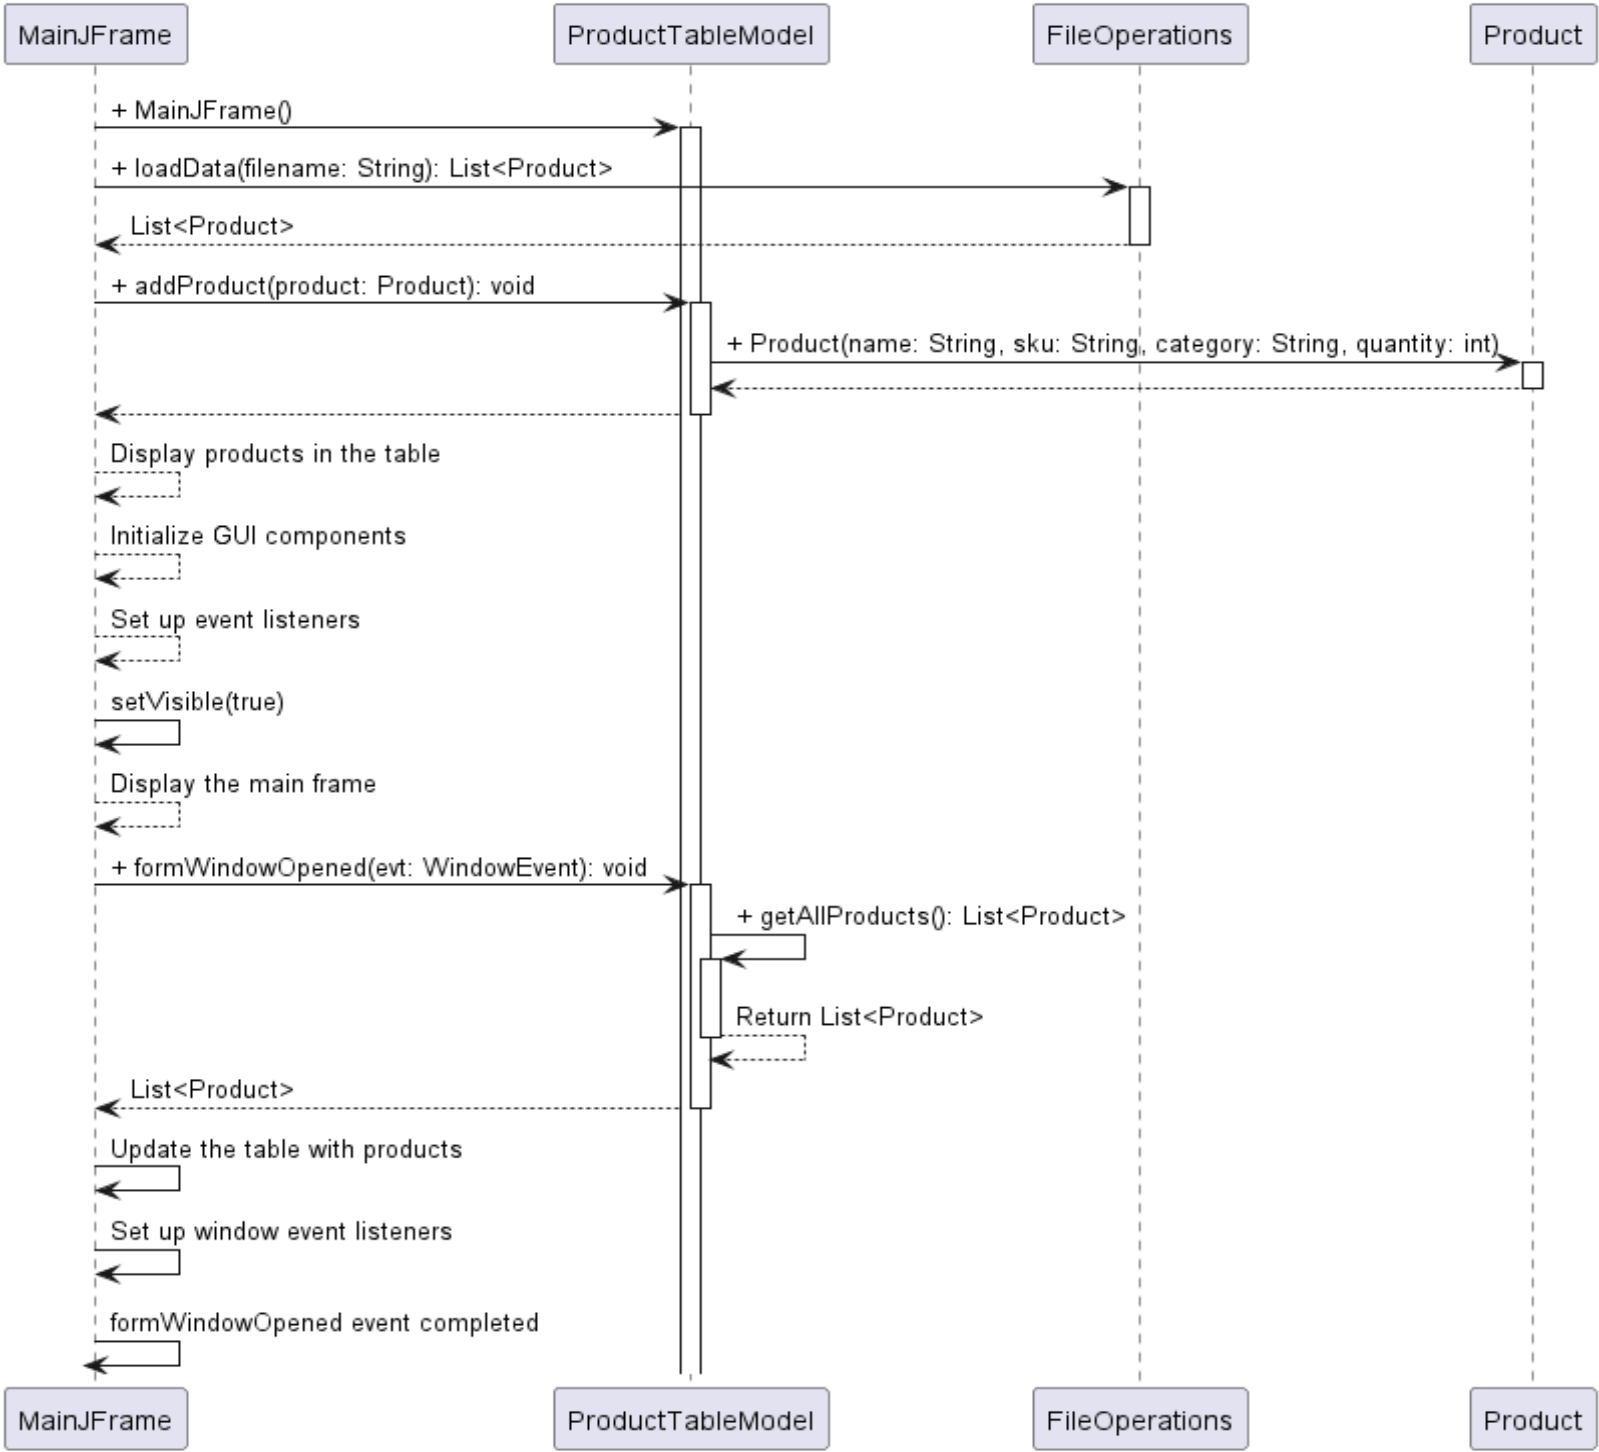 MainJFrame
ProductTableModel
FileOperations
Product
+ MainJFrame()
+ loadData(filename: String): List<Product>
List<Product>
+ addProduct(product: Product): void
+ Product(name: String, sku: String, category: String, quantity: int)
Display products in the table
Initialize GUI components
Set up event listeners
setVisible(true)
Display the main frame
+ formWindowOpened(evt: WindowEvent): void
+ getAllProducts(): List<Product>
Return List<Product>
List<Product>
Update the table with products
Set up window event listeners
formWindowOpened event completed
MainJFrame
ProductTableModel
FileOperations
Product